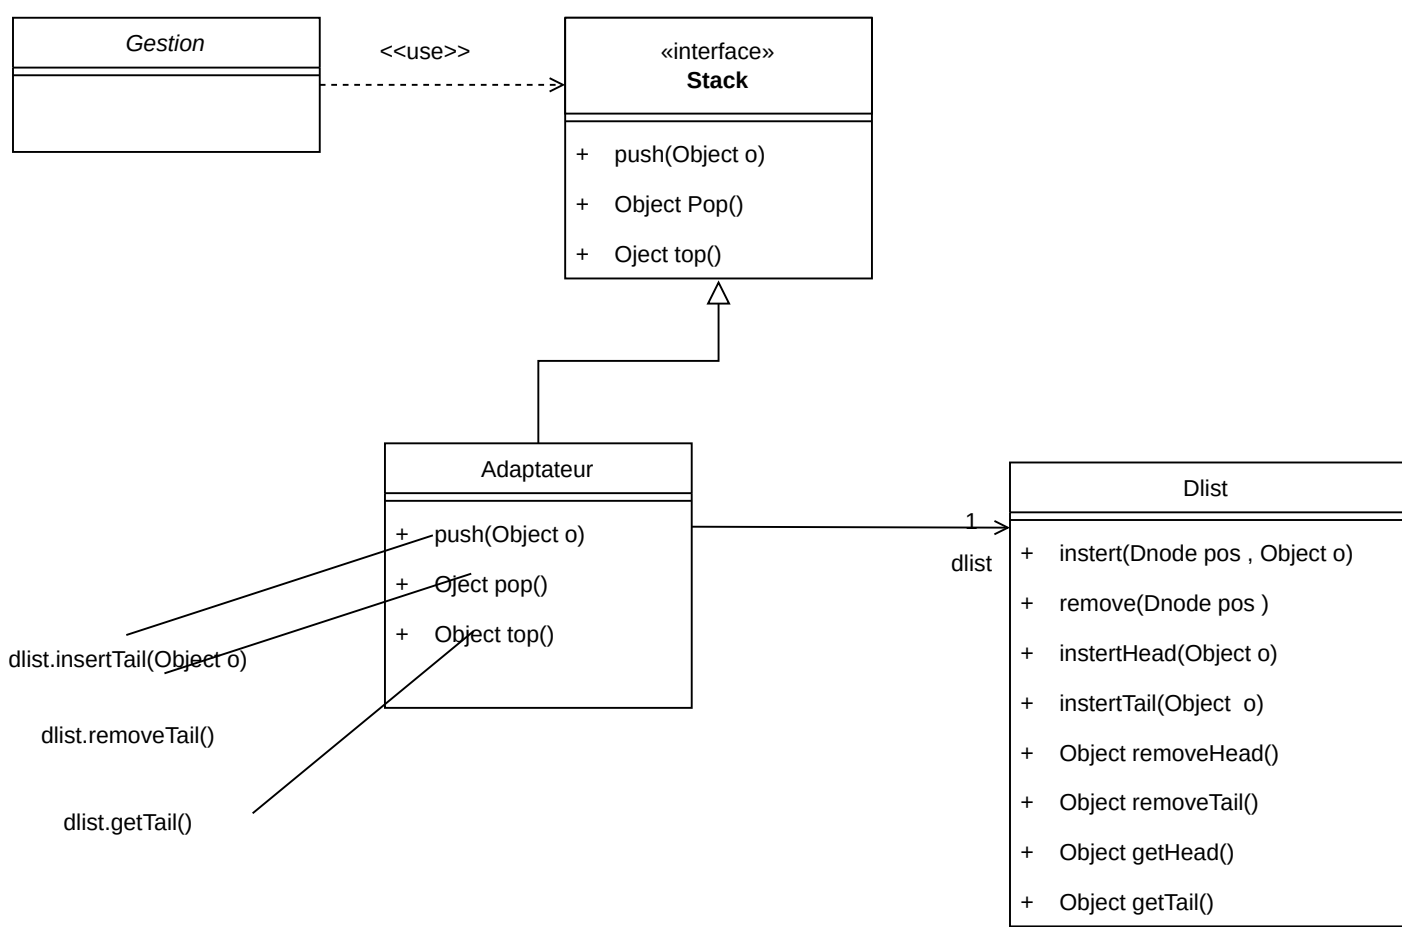 Gestion
<<use>>
«interface»
Stack
+ push(Object o)
+ Object Pop()
+ Oject top()
Adaptateur
+ push(Object o)
+ Oject pop()
+ Object top()
dlist.insertTail(Object o)
dlist.removeTail()
dlist.getTail()
1
dlist
Dlist
+ instert(Dnode pos , Object o)
+ remove(Dnode pos )
+ instertHead(Object o)
+ instertTail(Object  o)
+ Object removeHead()
+ Object removeTail()
+ Object getHead()
+ Object getTail()